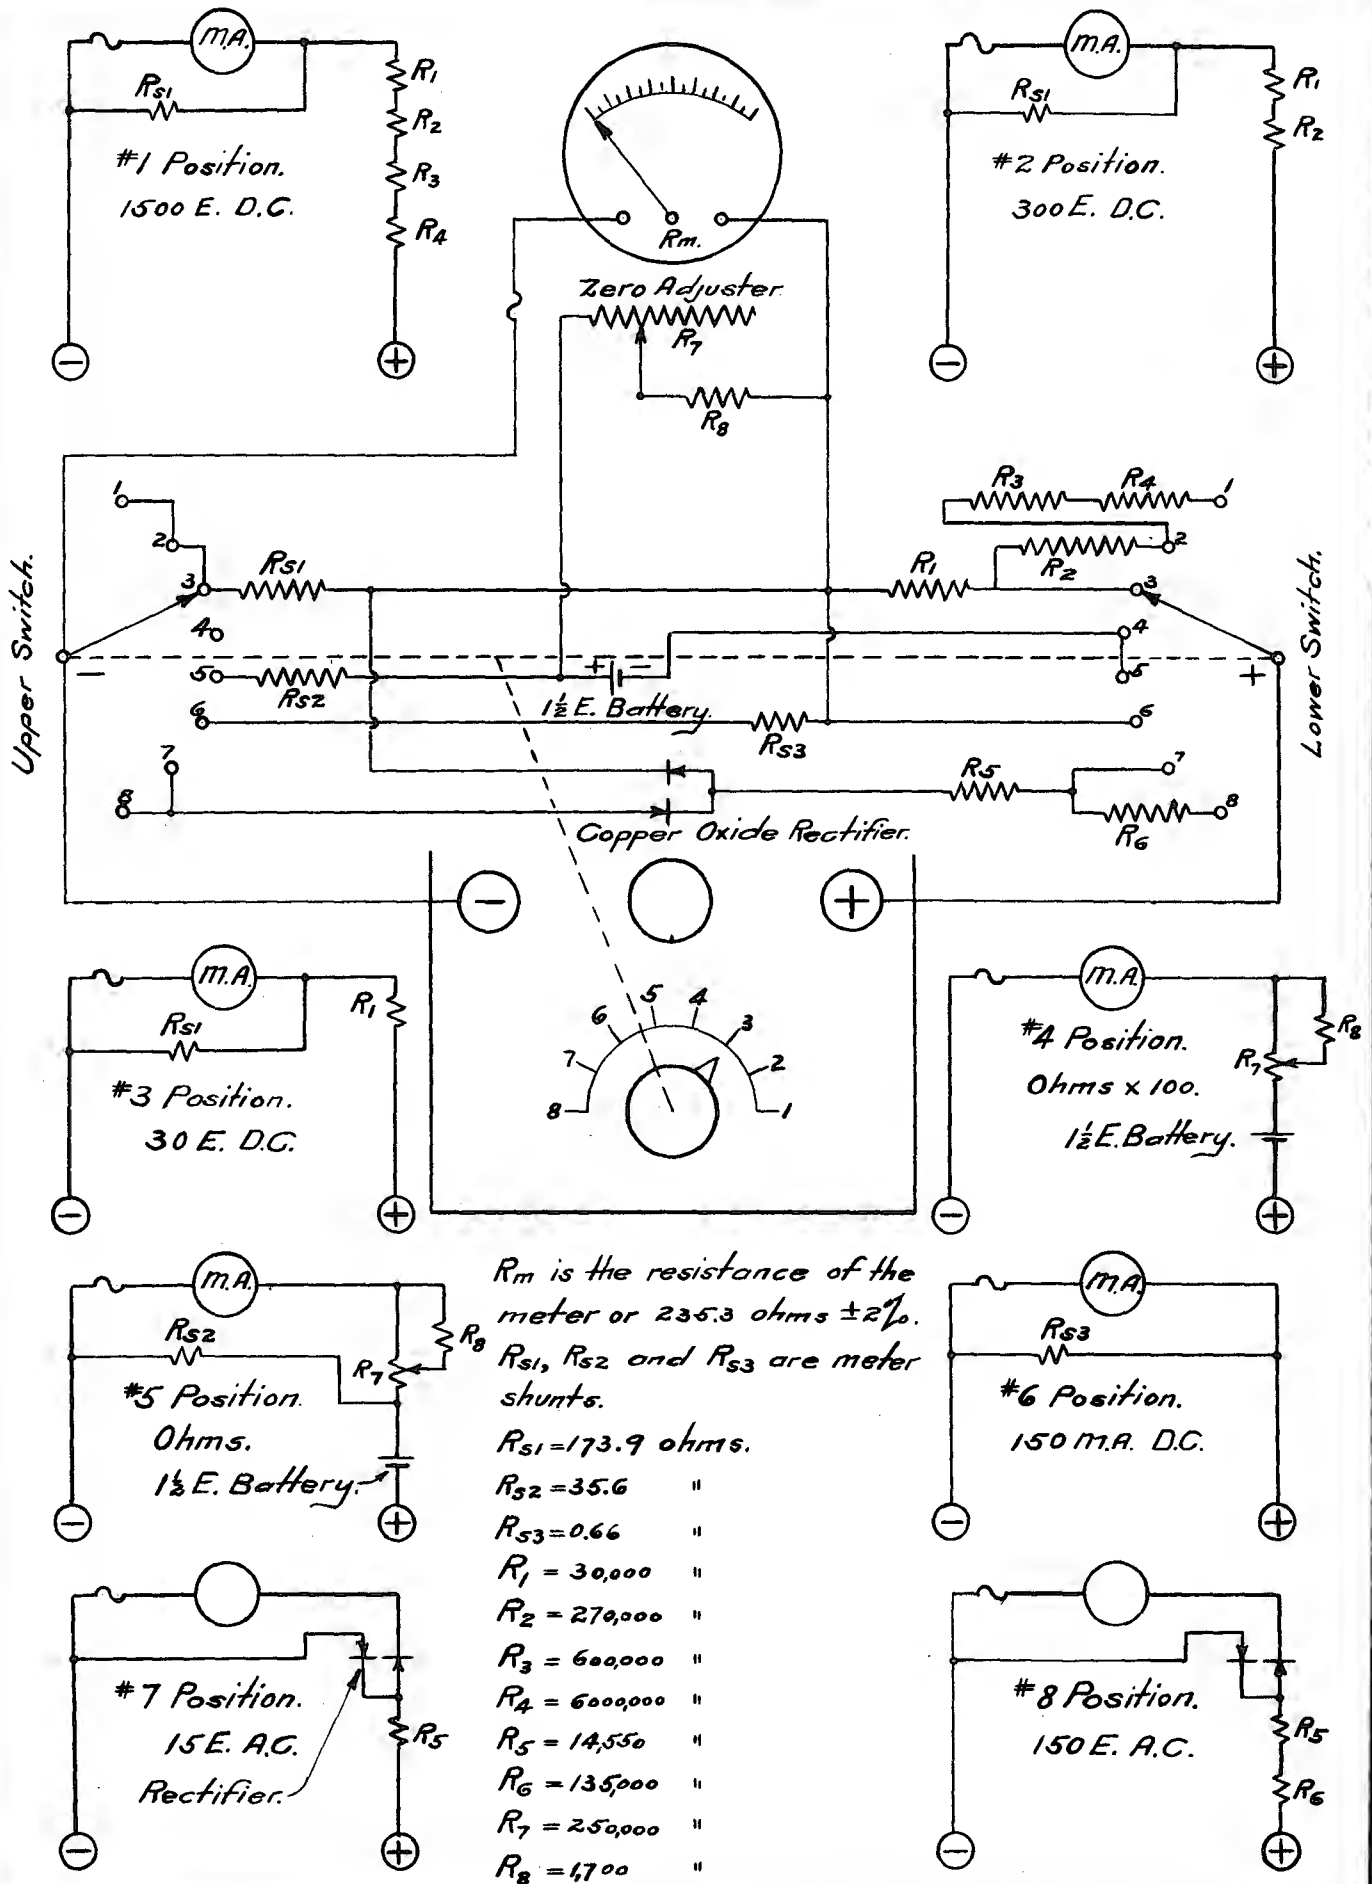 M.A.
Rs1
R1
R2
R3
R4
#1 Position.
1500 E. D.C.
−
+
Rm.
Zero Adjuster
R7
R8
M.A.
Rs1
R1
R2
#2 Position.
300 E. D.C.
−
+
Upper Switch.
1
2
3
4
5
6
7
8
−
Rs1
Rs2
+ −
1½ E. Battery.
Rs3
Copper Oxide Rectifier.
R3
R4
R1
R2
R5
R6
1
2
3
4
5
6
7
8
+
Lower Switch.
−
+
8
7
6
5
4
3
2
1
M.A.
Rs1
R1
#3 Position.
30 E. D.C.
−
+
M.A.
#4 Position.
R8
R7
Ohms x 100.
1½ E. Battery.
−
+
M.A.
Rs2
R8
R7
#5 Position.
Ohms.
1½ E. Battery.
−
+
Rm is the resistance of the
meter or 235.3 ohms ±2%.
Rs1, Rs2 and Rs3 are meter
shunts.
Rs1 = 173.9 ohms.
Rs2 = 35.6 "
Rs3 = 0.66 "
R1 = 30,000 "
R2 = 270,000 "
R3 = 600,000 "
R4 = 6000,000 "
R5 = 14,550 "
R6 = 135,000 "
R7 = 250,000 "
R8 = 1,700 "
M.A.
Rs3
#6 Position.
150 M.A. D.C.
−
+
#7 Position.
15 E. A.C.
Rectifier.
R5
−
+
#8 Position.
150 E. A.C.
R5
R6
−
+